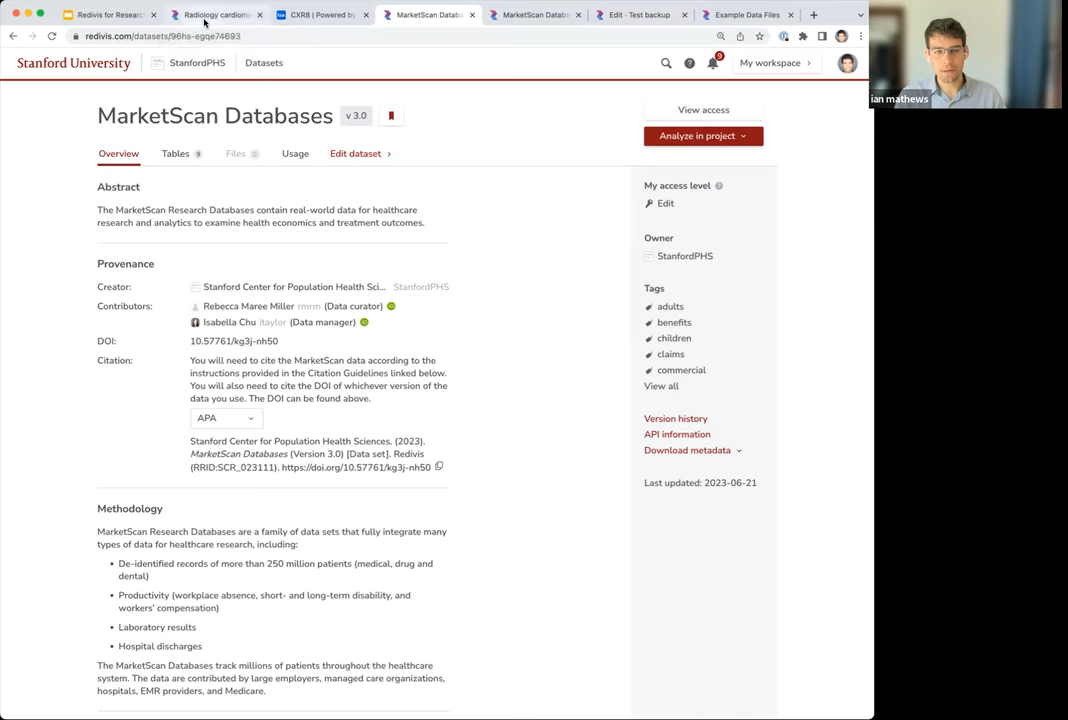 Redivis for Research
Radiology cardiome
CXR8 | Powered by
MarketScan Databa
MarketScan Databa
Edit - Test backup
Example Data Files
redivis.com/datasets/96hs-egqe74693
Stanford University
StanfordPHS
Datasets
9
My workspace
MarketScan Databases
v 3.0
View access
Analyze in project
Overview
Tables 9
Files 0
Usage
Edit dataset
Abstract
The MarketScan Research Databases contain real-world data for healthcare
research and analytics to examine health economics and treatment outcomes.
Provenance
Creator:
Stanford Center for Population Health Sci... StanfordPHS
Contributors:
Rebecca Maree Miller rmrm (Data curator)
Isabella Chu itaylor (Data manager)
DOI:
10.57761/kg3j-nh50
Citation:
You will need to cite the MarketScan data according to the
instructions provided in the Citation Guidelines linked below.
You will also need to cite the DOI of whichever version of the
data you use. The DOI can be found above.
APA
Stanford Center for Population Health Sciences. (2023).
MarketScan Databases (Version 3.0) [Data set]. Redivis
(RRID:SCR_023111). https://doi.org/10.57761/kg3j-nh50
Methodology
MarketScan Research Databases are a family of data sets that fully integrate many
types of data for healthcare research, including:
• De-identified records of more than 250 million patients (medical, drug and
dental)
• Productivity (workplace absence, short- and long-term disability, and
workers' compensation)
• Laboratory results
• Hospital discharges
The MarketScan Databases track millions of patients throughout the healthcare
system. The data are contributed by large employers, managed care organizations,
hospitals, EMR providers, and Medicare.
My access level
Edit
Owner
StanfordPHS
Tags
adults
benefits
children
claims
commercial
View all
Version history
API information
Download metadata
Last updated: 2023-06-21
ian mathews